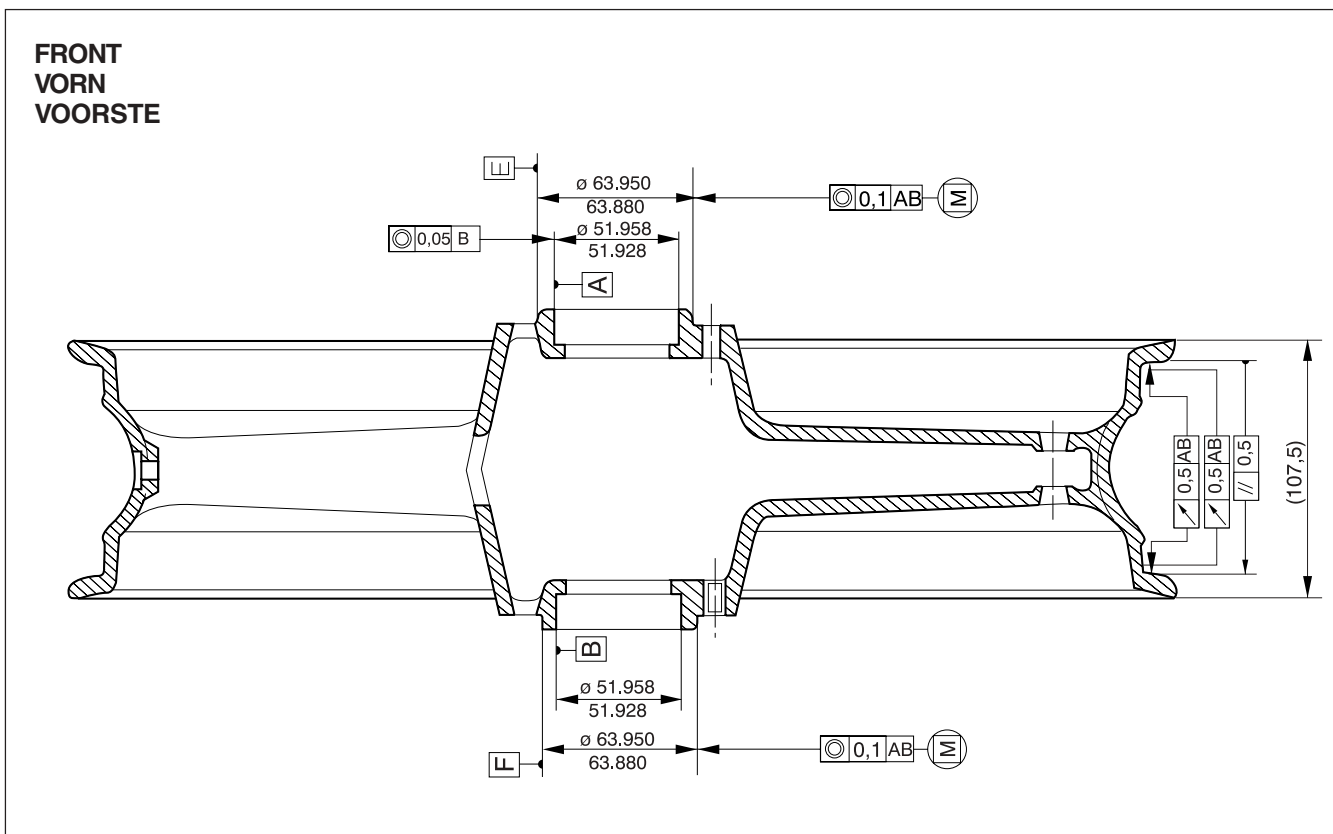 FRONT
VORN
VOORSTE
E
ø 63.950
63.880
◎ 0,1 AB M
ø 51.958
51.928
◎ 0,05 B
A
0,5 AB
0,5 AB
// 0,5
(107,5)
B
ø 51.958
51.928
ø 63.950
63.880
◎ 0,1 AB M
F